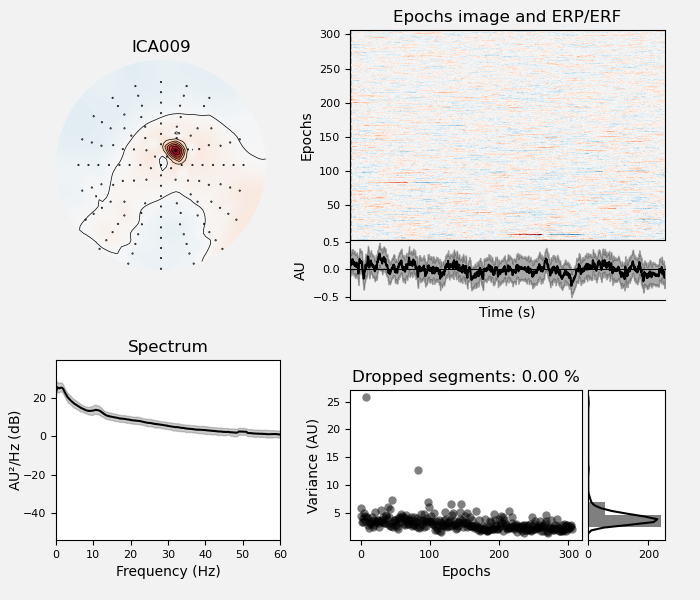 ICA009
Epochs image and ERP/ERF
300
250
200
150
100
50
Epochs
0.5
0.0
−0.5
AU
Time (s)
Spectrum
20
0
−20
−40
AU²/Hz (dB)
0 10 20 30 40 50 60
Frequency (Hz)
Dropped segments: 0.00 %
25
20
15
10
5
Variance (AU)
0 100 200 300
Epochs
0 200